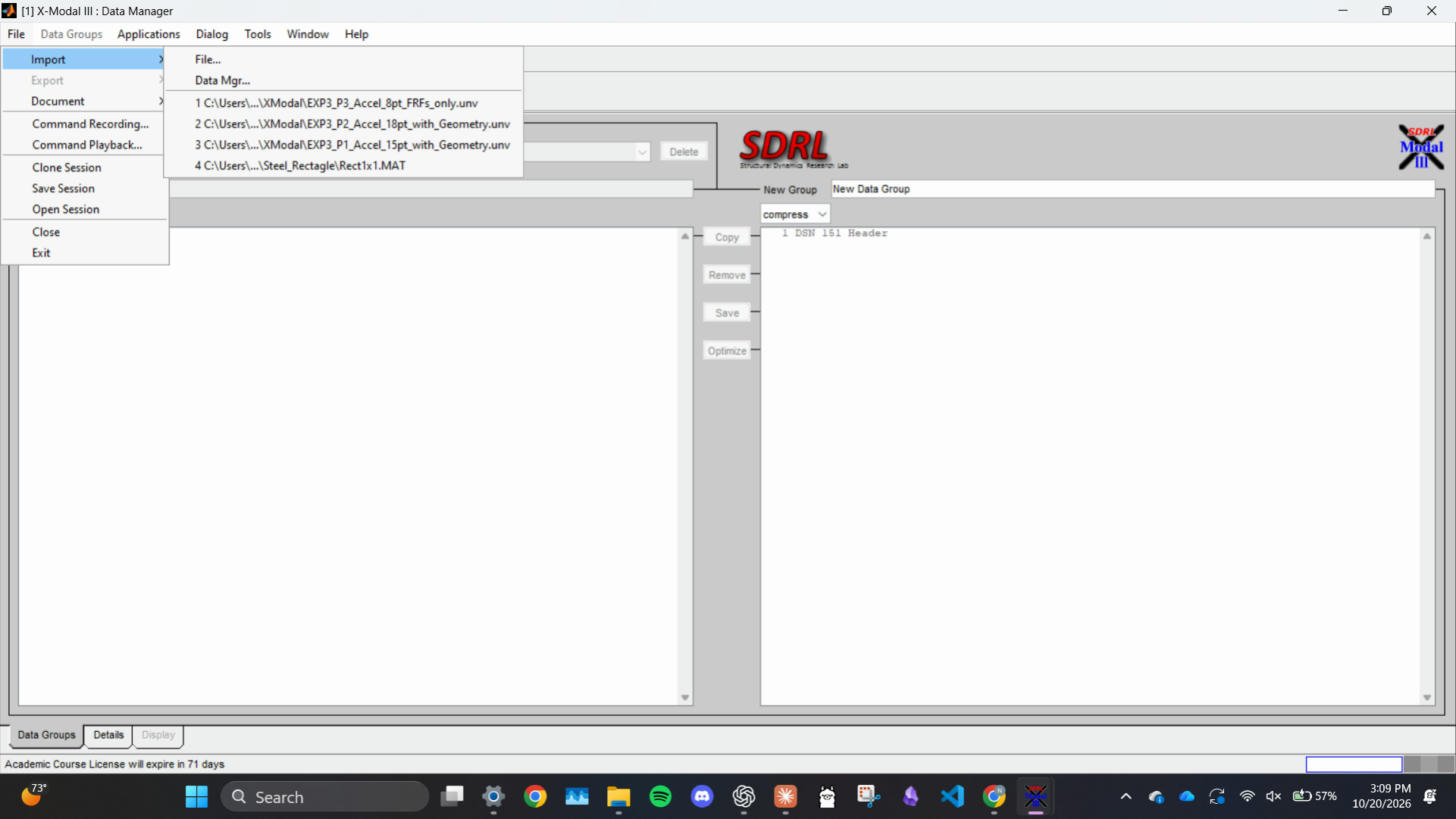 [1] X-Modal III : Data Manager
File Data Groups Applications Dialog Tools Window Help
Import
Export
Document
Command Recording...
Command Playback...
Clone Session
Save Session
Open Session
Close
Exit
File...
Data Mgr...
1 C:\Users\...\XModal\EXP3_P3_Accel_8pt_FRFs_only.unv
2 C:\Users\...\XModal\EXP3_P2_Accel_18pt_with_Geometry.unv
3 C:\Users\...\XModal\EXP3_P1_Accel_15pt_with_Geometry.unv
4 C:\Users\...\Steel_Rectagle\Rect1x1.MAT
Delete
SDRL
Structural Dynamics Research Lab
SDRL
Modal
III
New Group New Data Group
compress
1 DSN 151 Header
Copy
Remove
Save
Optimize
Data Groups Details Display
Academic Course License will expire in 71 days
73°
Search
57%
3:09 PM
10/20/2026